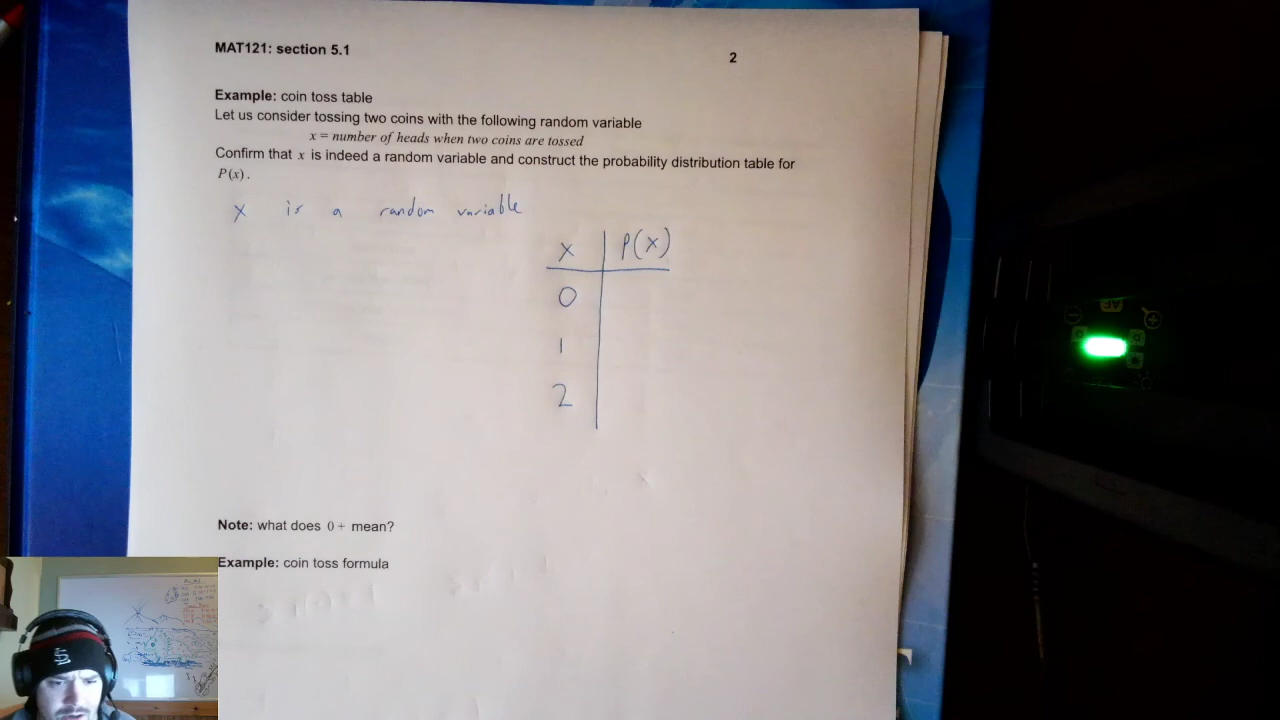 MAT121: section 5.1
2
Example: coin toss table
Let us consider tossing two coins with the following random variable
x = number of heads when two coins are tossed
Confirm that x is indeed a random variable and construct the probability distribution table for
P(x).
x is a random variable
x P(x)
0
1
2
Note: what does 0+ mean?
Example: coin toss formula
AF